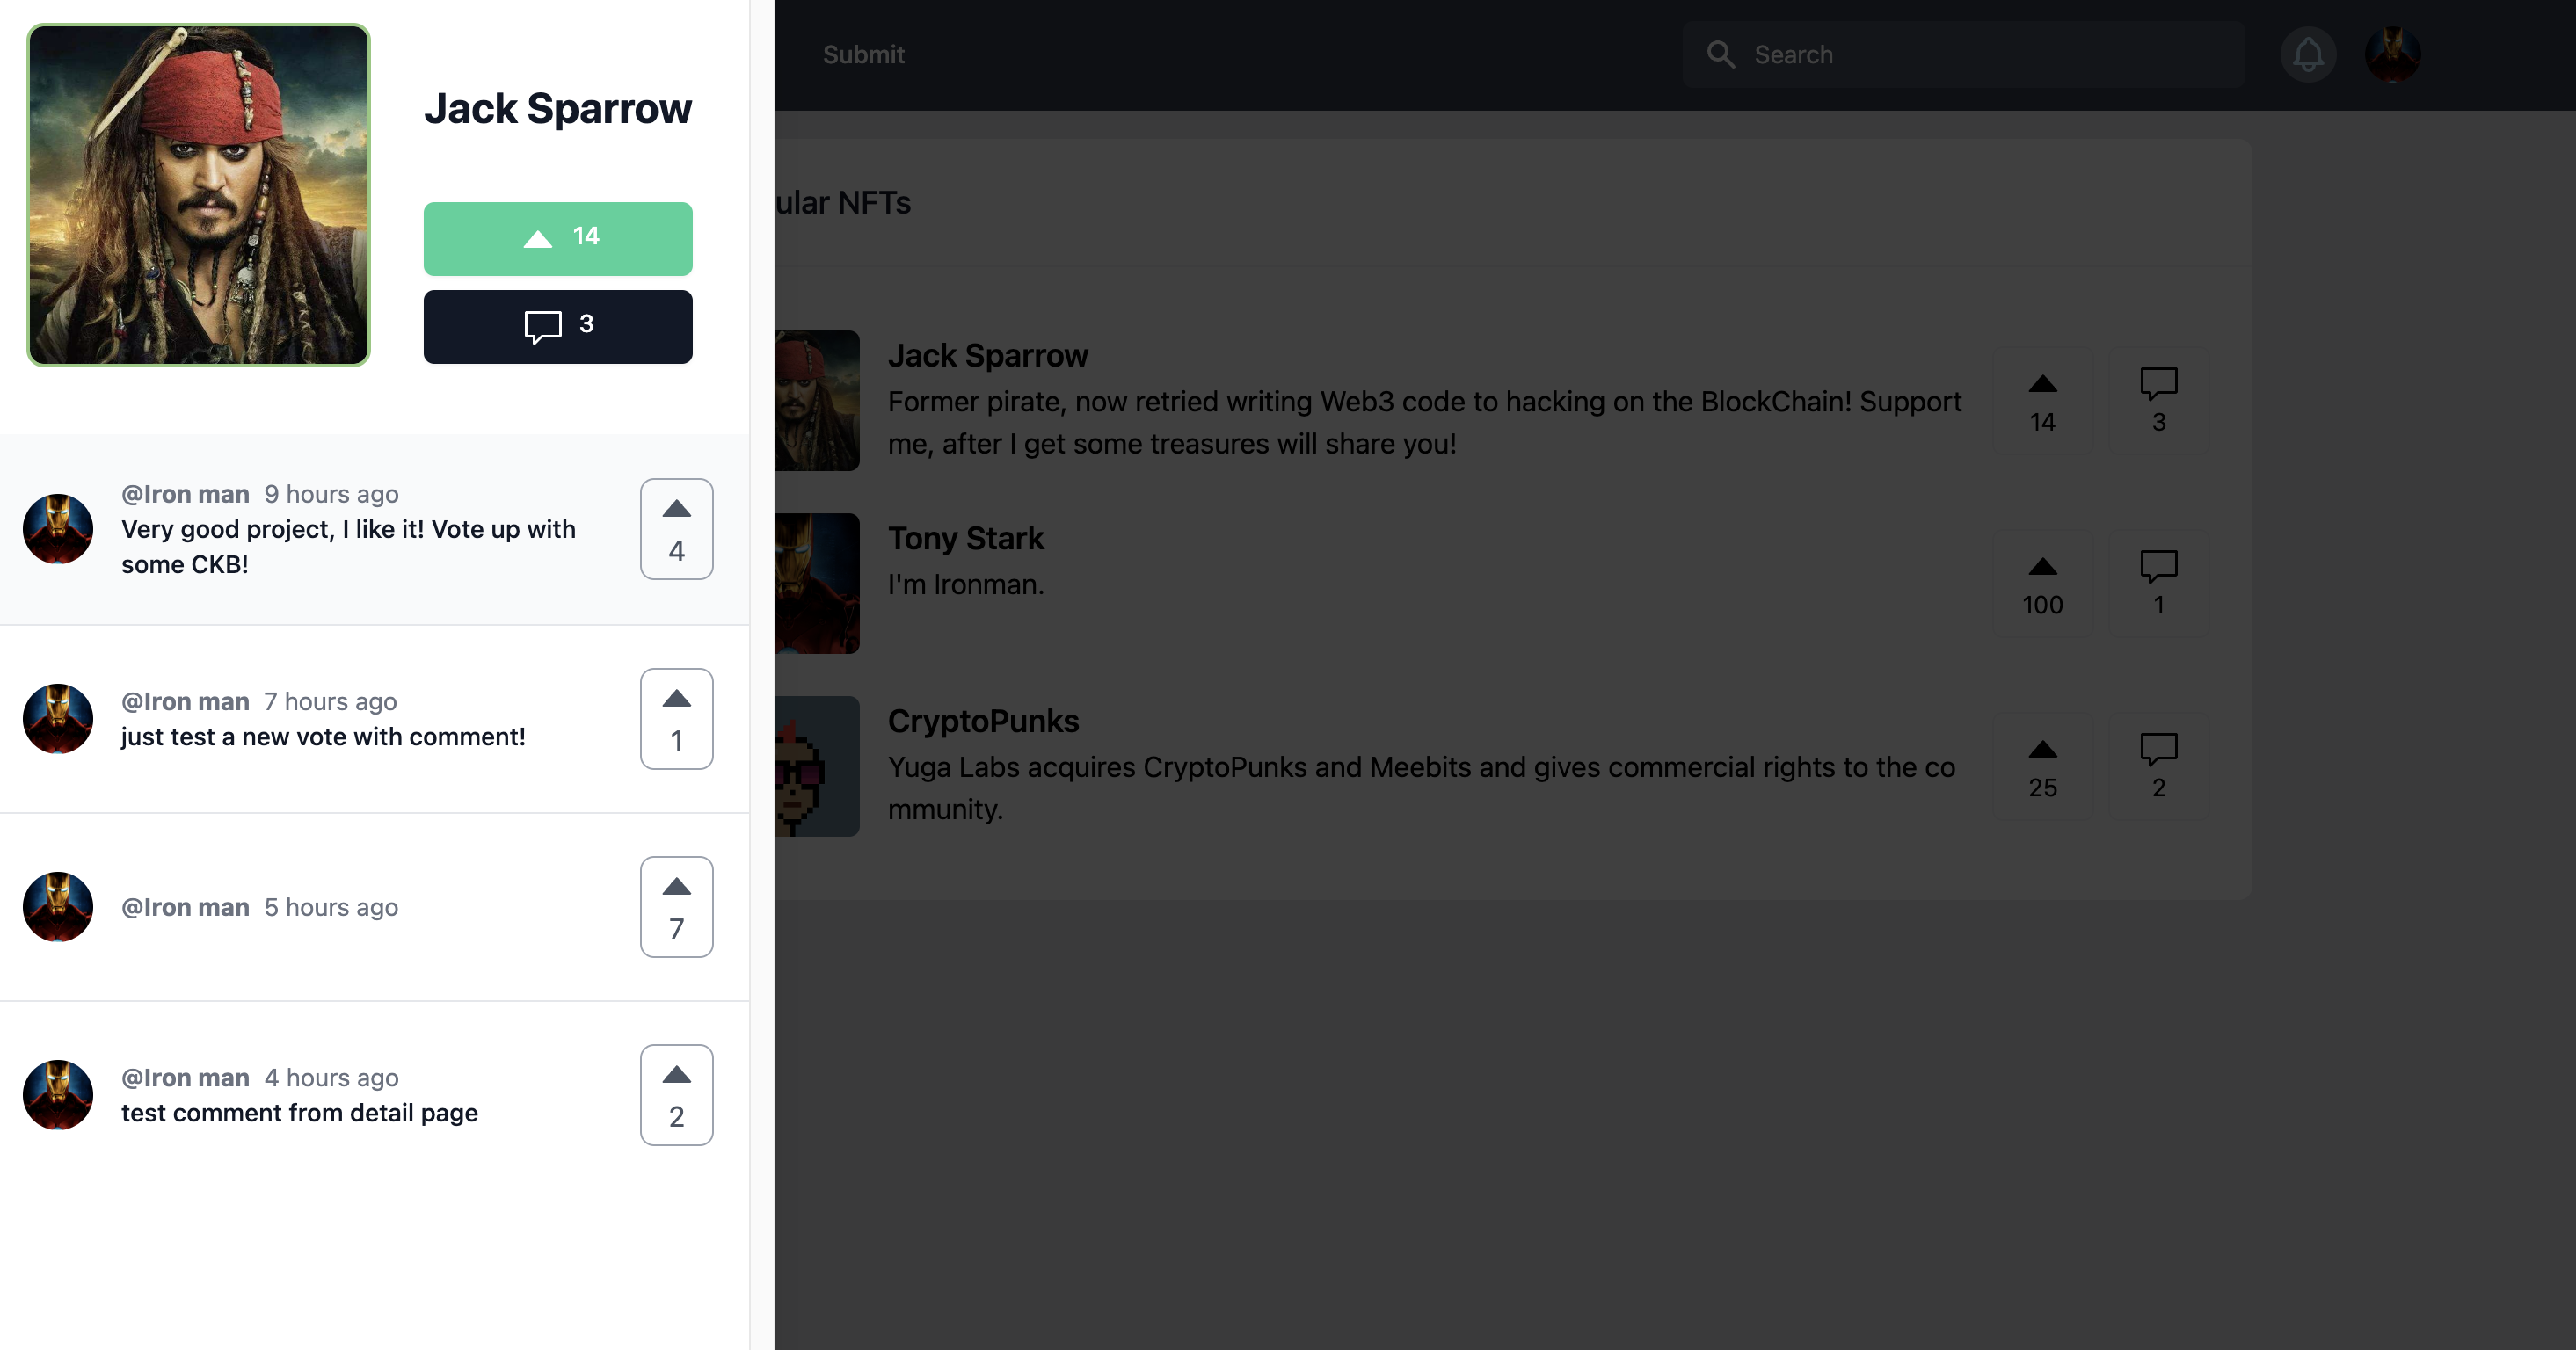 Jack Sparrow
14
3
@Iron man 9 hours ago
Very good project, I like it! Vote up with
some CKB!
4
@Iron man 7 hours ago
just test a new vote with comment!
1
@Iron man 5 hours ago
7
@Iron man 4 hours ago
test comment from detail page
2
Submit
Search
ular NFTs
Jack Sparrow
Former pirate, now retried writing Web3 code to hacking on the BlockChain! Support
me, after I get some treasures will share you!
14
3
Tony Stark
I'm Ironman.
100
1
CryptoPunks
Yuga Labs acquires CryptoPunks and Meebits and gives commercial rights to the co
mmunity.
25
2